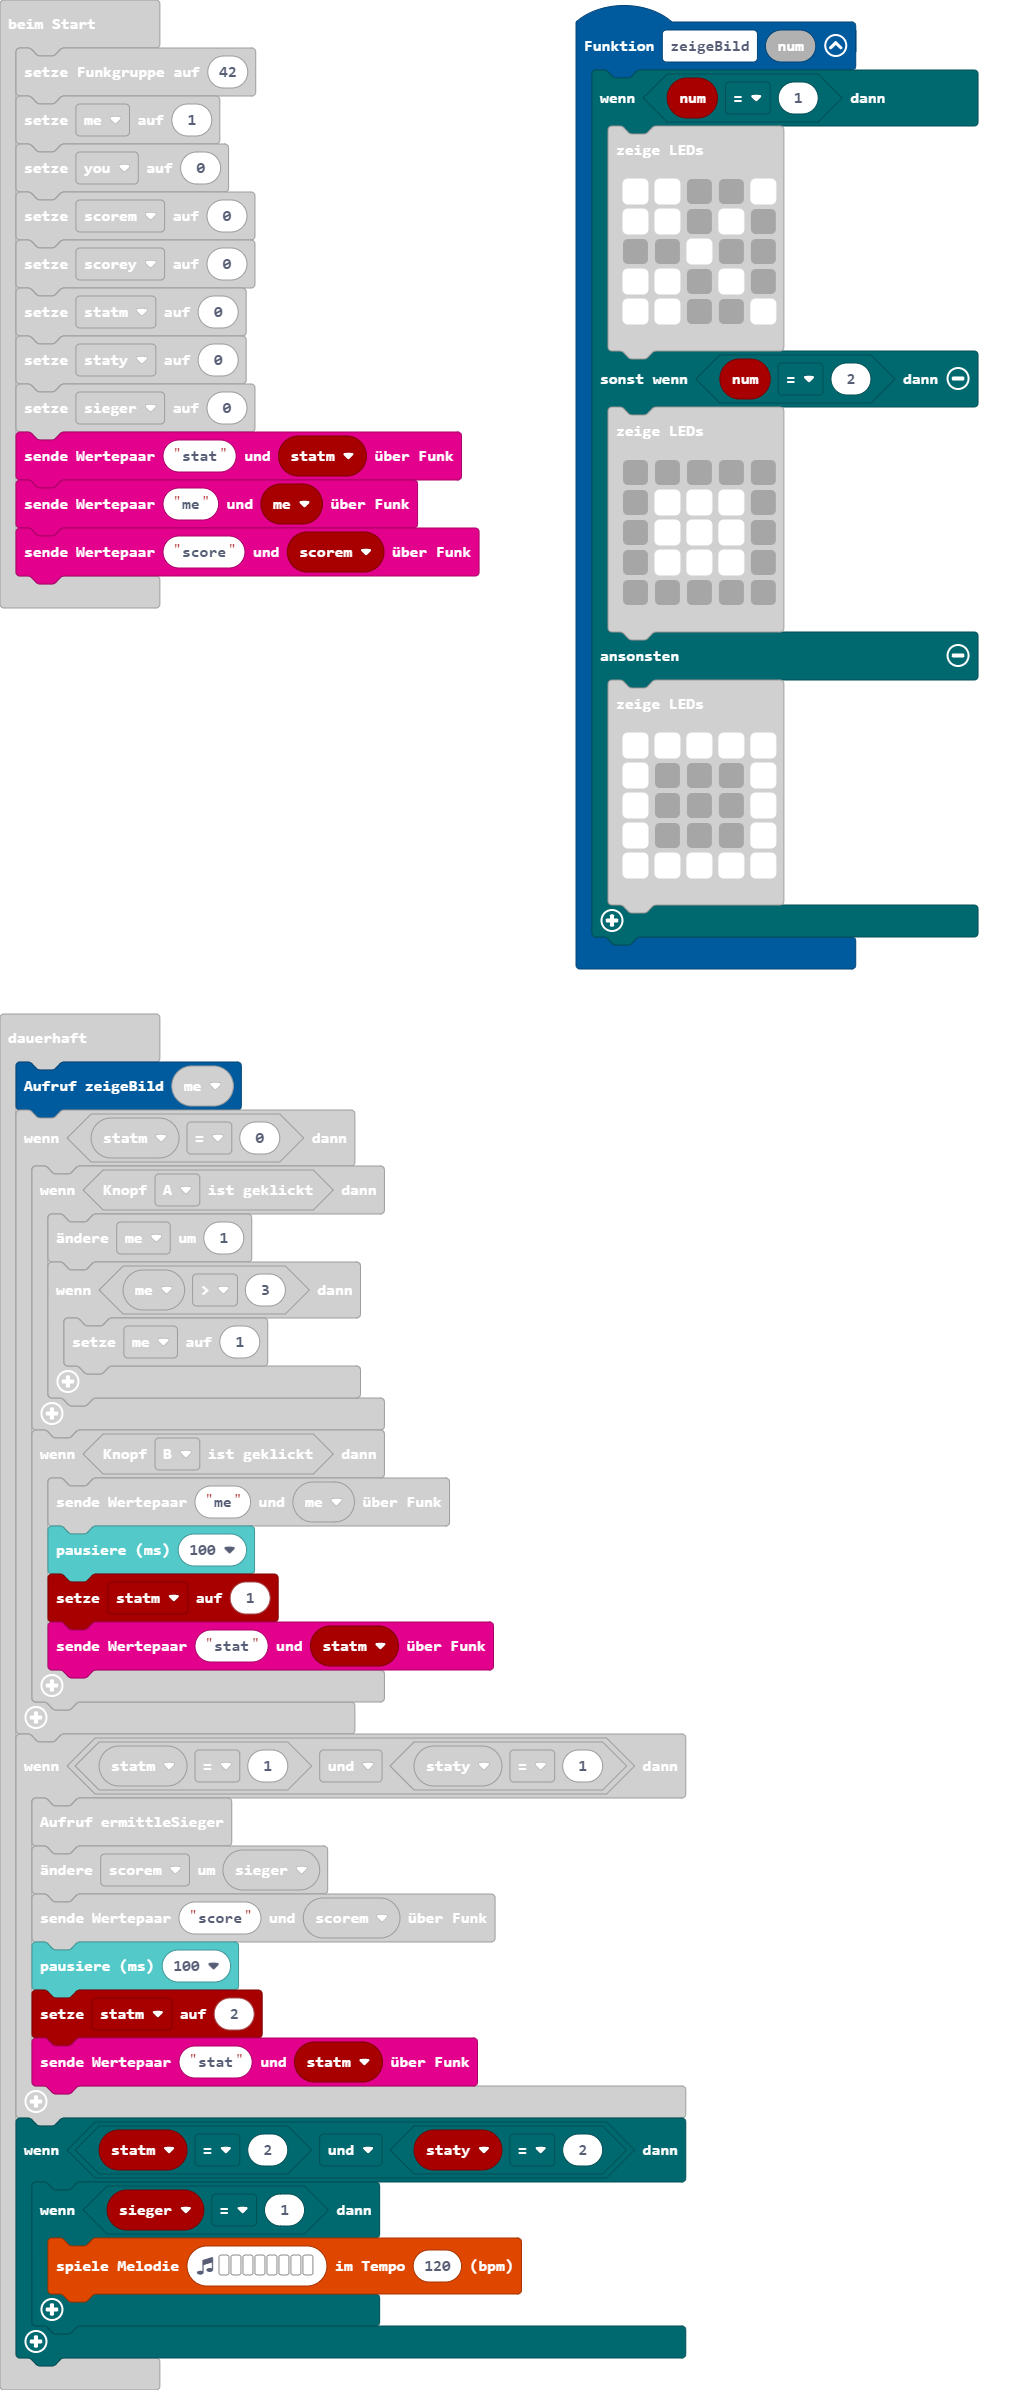 beim Start
setze Funkgruppe auf 42
setze me auf 1
setze you auf 0
setze scorem auf 0
setze scorey auf 0
setze statm auf 0
setze staty auf 0
setze sieger auf 0
sende Wertepaar "stat" und statm über Funk
sende Wertepaar "me" und me über Funk
sende Wertepaar "score" und scorem über Funk
Funktion zeigeBild num
wenn num = 1 dann
zeige LEDs
sonst wenn num = 2 dann
zeige LEDs
ansonsten
zeige LEDs
dauerhaft
Aufruf zeigeBild me
wenn statm = 0 dann
wenn Knopf A ist geklickt dann
ändere me um 1
wenn me > 3 dann
setze me auf 1
wenn Knopf B ist geklickt dann
sende Wertepaar "me" und me über Funk
pausiere (ms) 100
setze statm auf 1
sende Wertepaar "stat" und statm über Funk
wenn statm = 1 und staty = 1 dann
Aufruf ermittleSieger
ändere scorem um sieger
sende Wertepaar "score" und scorem über Funk
pausiere (ms) 100
setze statm auf 2
sende Wertepaar "stat" und statm über Funk
wenn statm = 2 und staty = 2 dann
wenn sieger = 1 dann
spiele Melodie im Tempo 120 (bpm)